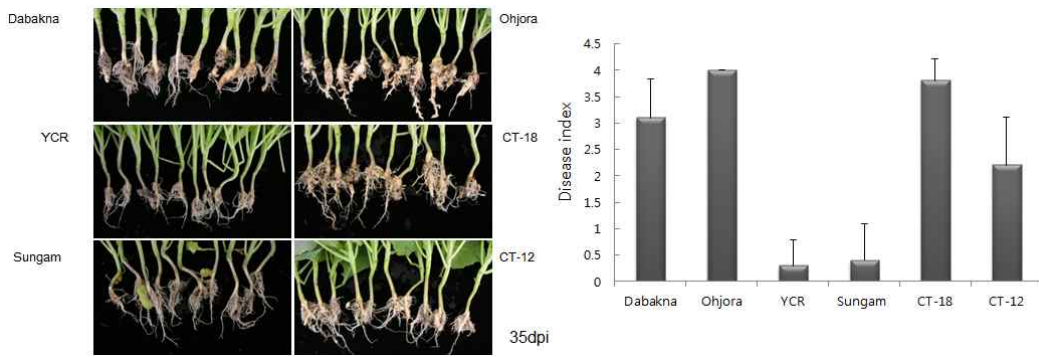 Dabakna
Ohjora
YCR
CT-18
Sungam
CT-12
35dpi
Disease index
4.5
4
3.5
3
2.5
2
1.5
1
0.5
0
Dabakna Ohjora YCR Sungam CT-18 CT-12